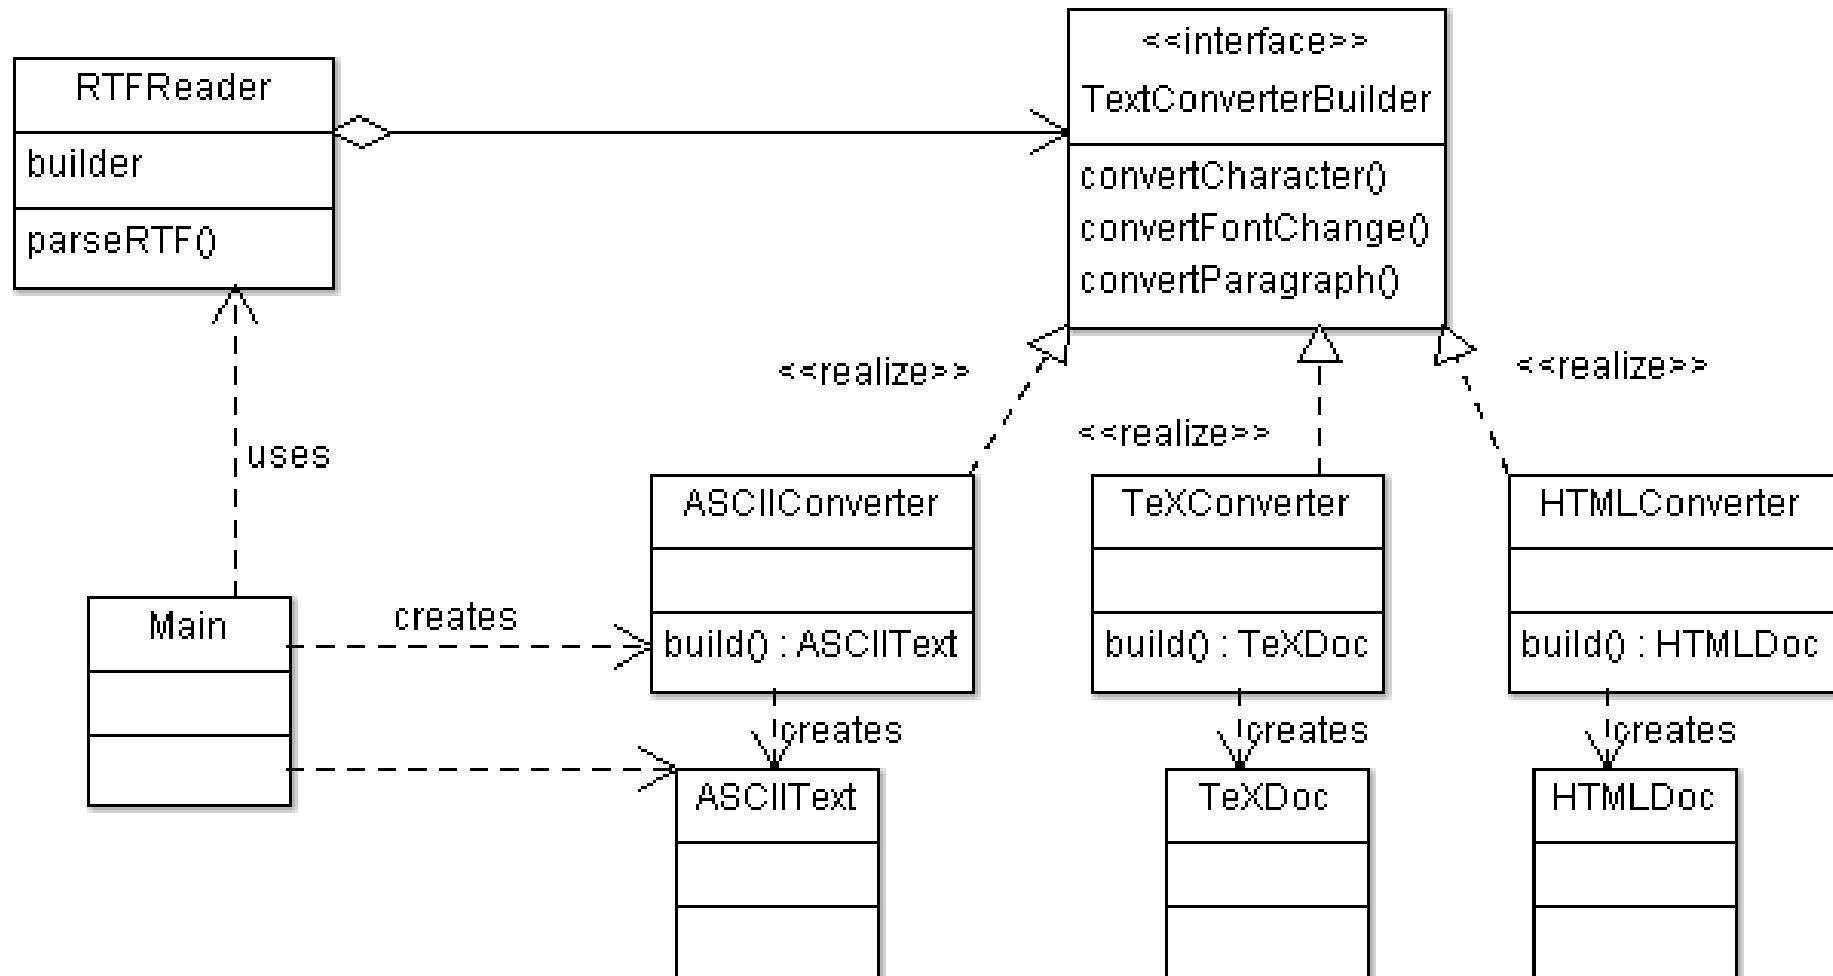 RTFReader
builder
parseRTF()
<<interface>>
TextConverterBuilder
convertCharacter()
convertFontChange()
convertParagraph()
<<realize>>
<<realize>>
<<realize>>
uses
ASCIIConverter
build() : ASCIIText
TeXConverter
build() : TeXDoc
HTMLConverter
build() : HTMLDoc
Main
creates
creates
creates
creates
ASCIIText
TeXDoc
HTMLDoc